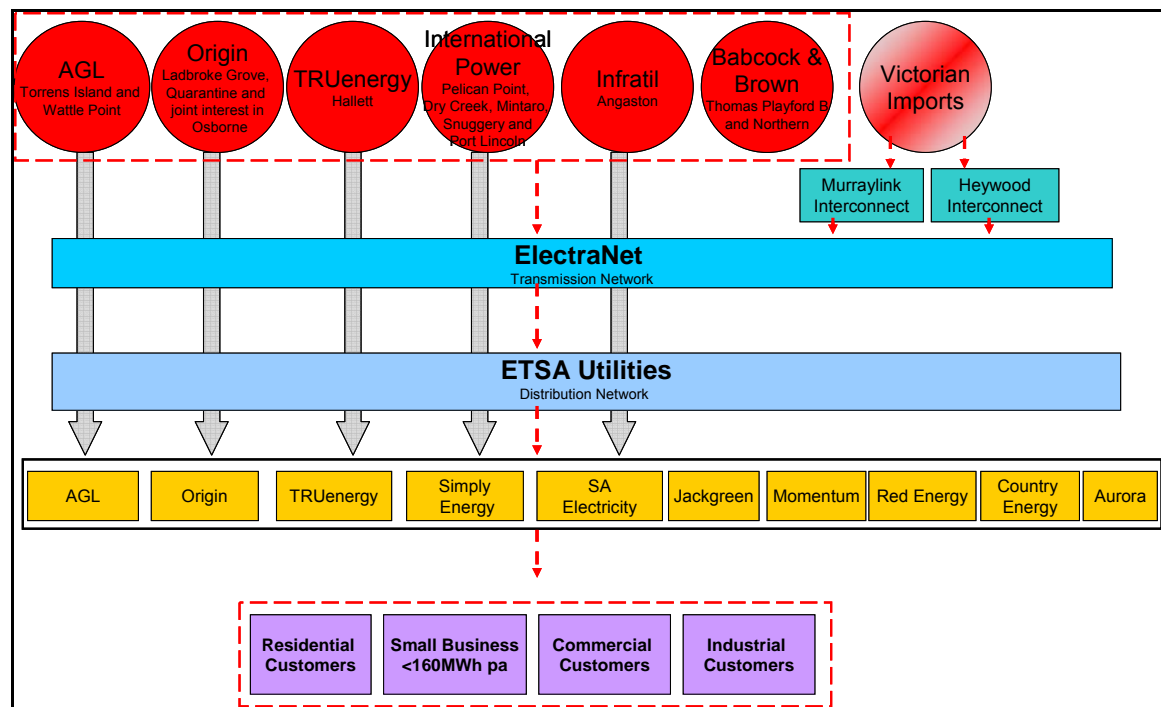 AGL
Torrens Island and
Wattle Point
Origin
Ladbroke Grove,
Quarantine and
joint interest in
Osborne
TRUenergy
Hallett
International
Power
Pelican Point,
Dry Creek, Mintaro,
Snuggery and
Port Lincoln
Infratil
Angaston
Babcock &
Brown
Thomas Playford B
and Northern
Victorian
Imports
Murraylink
Interconnect
Heywood
Interconnect
ElectraNet
Transmission Network
ETSA Utilities
Distribution Network
AGL
Origin
TRUenergy
Simply
Energy
SA
Electricity
Jackgreen
Momentum
Red Energy
Country
Energy
Aurora
Residential
Customers
Small Business
<160MWh pa
Commercial
Customers
Industrial
Customers